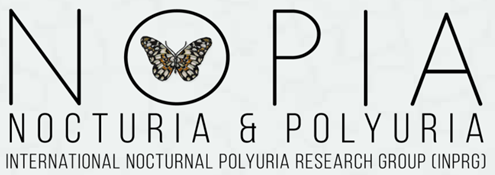 NOPIA
NOCTURIA & POLYURIA
INTERNATIONAL NOCTURNAL POLYURIA RESEARCH GROUP (INPRG)